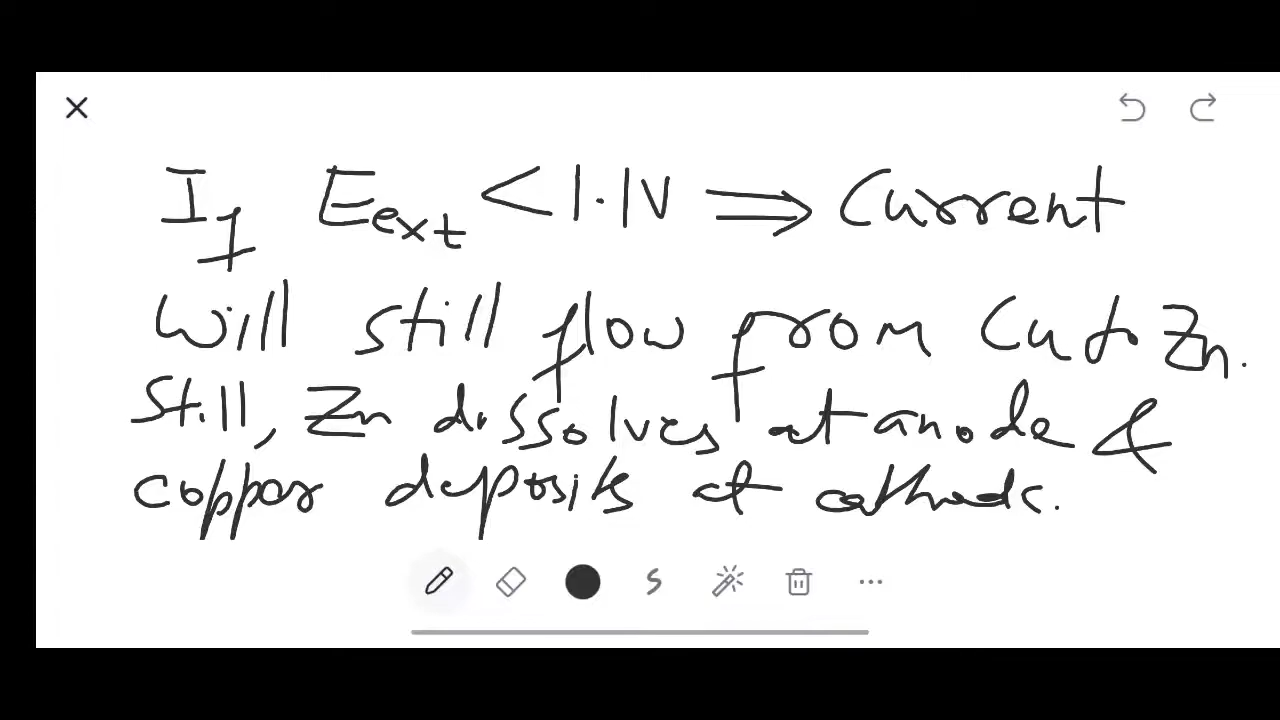 If Eext < 1.1V ⇒ Current
will still flow from Cu to Zn.
Still, Zn dissolves at anode &
copper deposits at cathode.